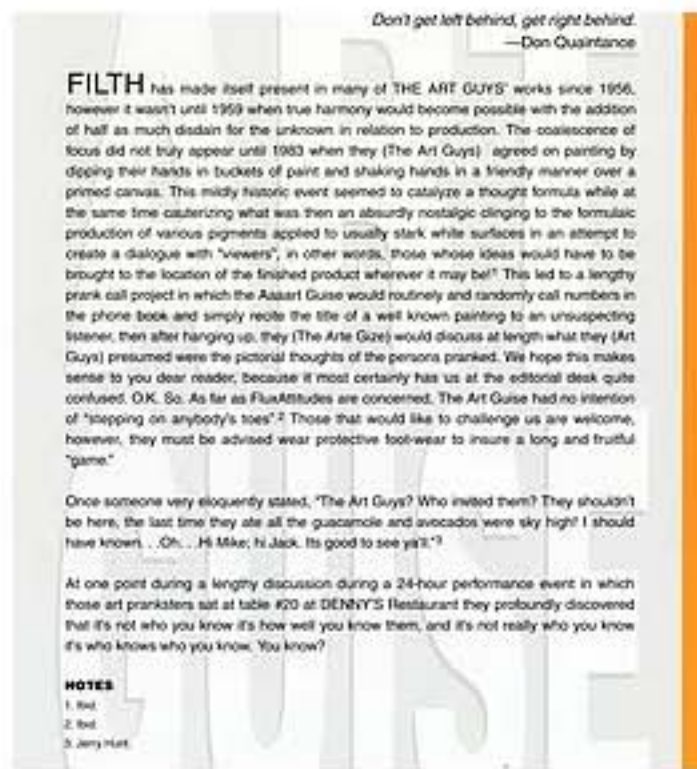 Don't get left behind, get right behind.
—Don Quaintance
FILTH has made itself present in many of THE ART GUYS' works since 1956,
however it wasn't until 1959 when true harmony would become possible with the addition
of half as much disdain for the unknown in relation to production. The coalescence of
focus did not truly appear until 1983 when they (The Art Guys) agreed on painting by
dipping their hands in buckets of paint and shaking hands in a friendly manner over a
primed canvas. This mildly historic event seemed to catalyze a thought formula while at
the same time cauterizing what was then an absurdly nostalgic clinging to the formulaic
production of various pigments applied to usually stark white surfaces in an attempt to
create a dialogue with "viewers", in other words, those whose ideas would have to be
brought to the location of the finished product wherever it may be!¹ This led to a lengthy
prank call project in which the Aaaart Guise would routinely and randomly call numbers in
the phone book and simply recite the title of a well known painting to an unsuspecting
listener, then after hanging up, they (The Arte Gize) would discuss at length what they (Art
Guys) presumed were the pictorial thoughts of the persons pranked. We hope this makes
sense to you dear reader, because it most certainly has us at the editorial desk quite
confused. O.K. So. As far as FluxAttitudes are concerned, The Art Guise had no intention
of "stepping on anybody's toes".² Those that would like to challenge us are welcome,
however, they must be advised wear protective foot-wear to insure a long and fruitful
"game."
Once someone very eloquently stated, "The Art Guys? Who invited them? They shouldn't
be here, the last time they ate all the guacamole and avocados were sky high! I should
have known. . .Oh. . .Hi Mike; hi Jack. Its good to see ya'll."³
At one point during a lengthy discussion during a 24-hour performance event in which
those art pranksters sat at table #20 at DENNY'S Restaurant they profoundly discovered
that it's not who you know it's how well you know them, and it's not really who you know
it's who knows who you know. You know?
NOTES
1. Ibid.
2. Ibid.
3. Jerry Hunt.